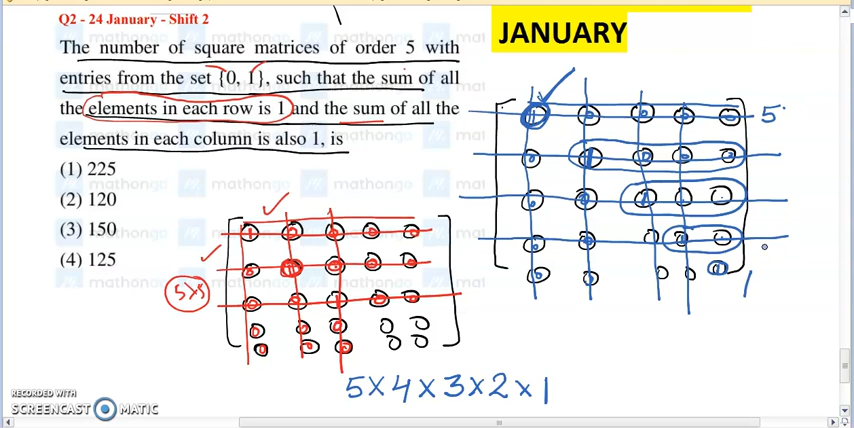 Q2 - 24 January - Shift 2
JANUARY
The number of square matrices of order 5 with
entries from the set {0, 1}, such that the sum of all
the elements in each row is 1 and the sum of all the
elements in each column is also 1, is
(1) 225
(2) 120
(3) 150
(4) 125
5×5
5
1
5×4×3×2×1
mathongo
RECORDED WITH
SCREENCAST MATIC